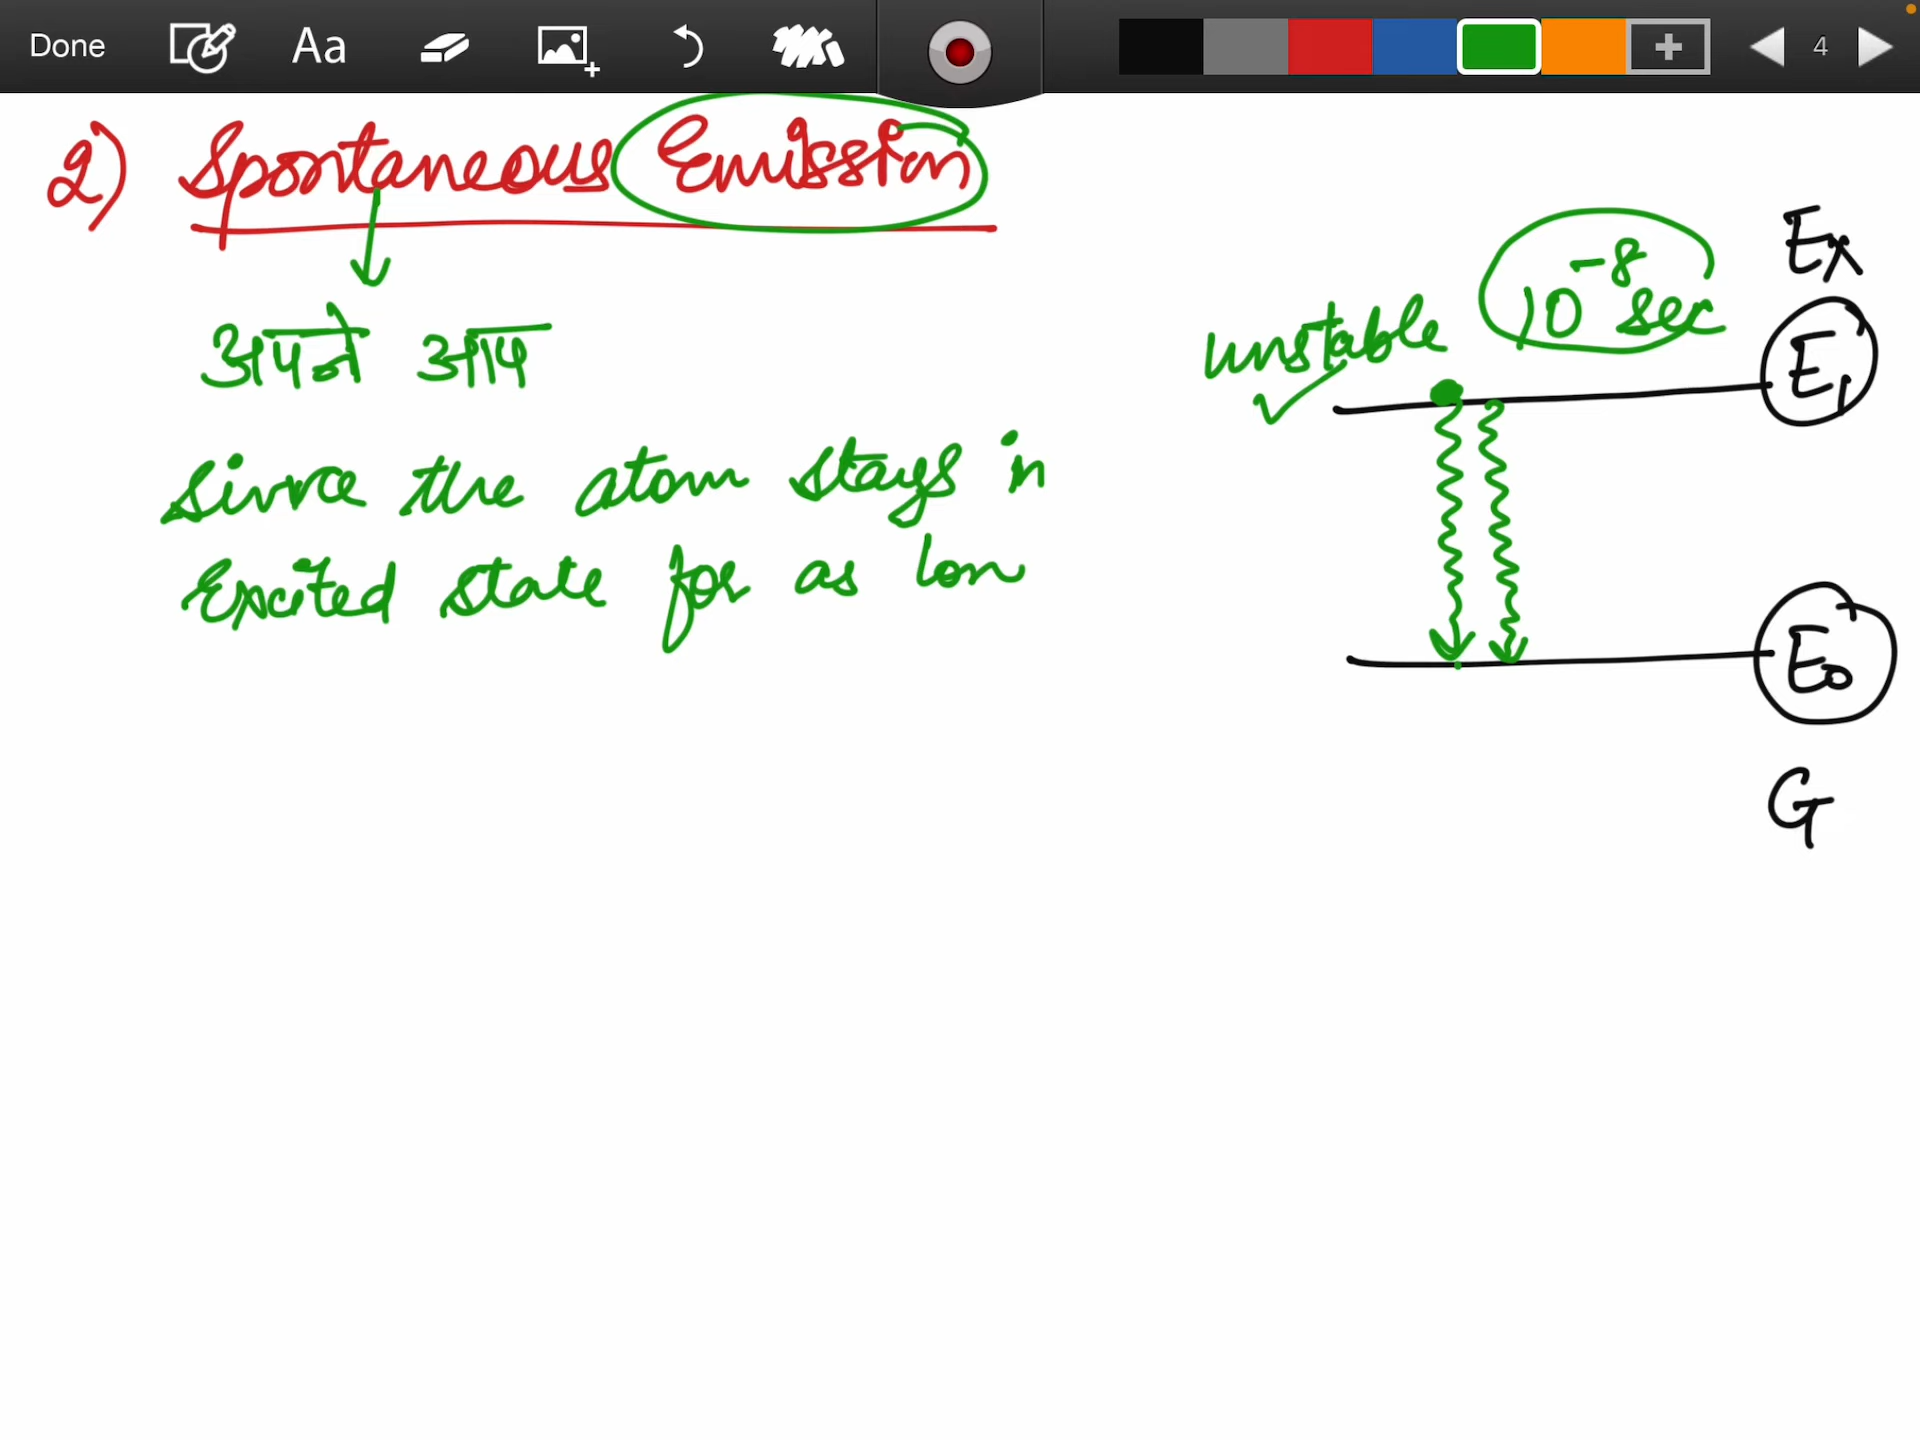 Done Aa 4
2) Spontaneous Emission
अपने आप
Since the atom stays in
Excited state for as lon
unstable
10^-8 sec
Ex
E1
E0
G